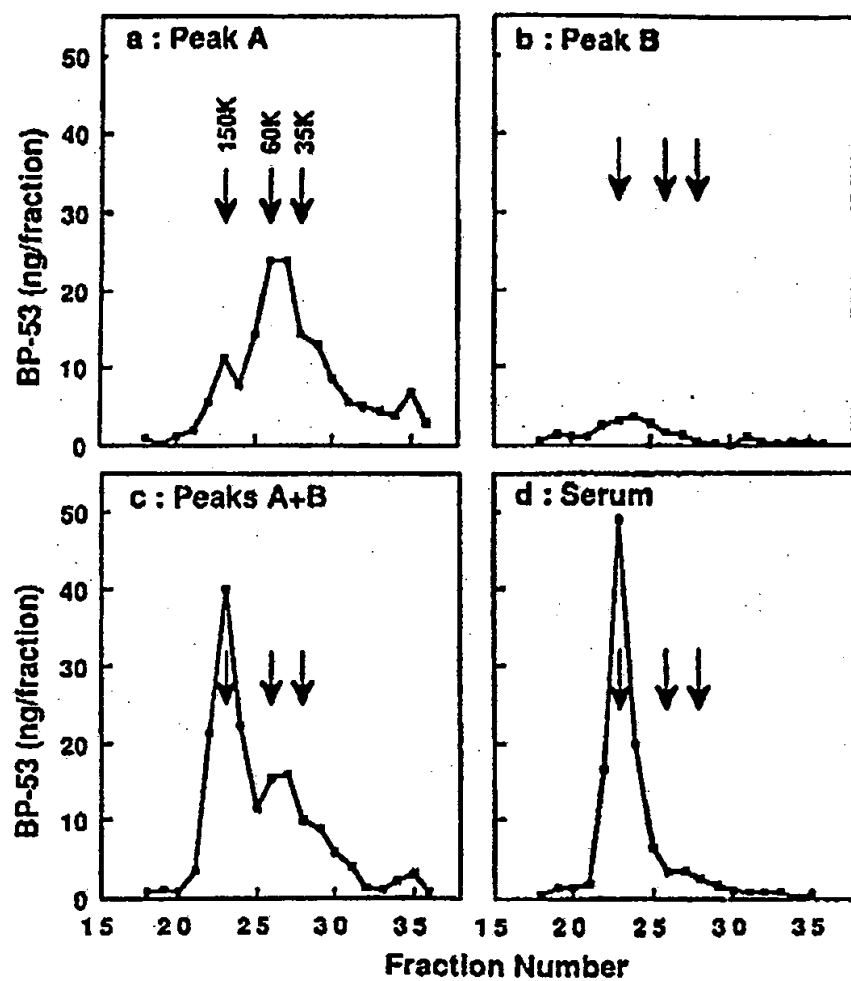 a : Peak A
b : Peak B
150K
60K
35K
50
40
30
20
10
0
BP-53 (ng/fraction)
c : Peaks A+B
d : Serum
50
40
30
20
10
0
BP-53 (ng/fraction)
15 20 25 30 35
15 20 25 30 35
Fraction Number